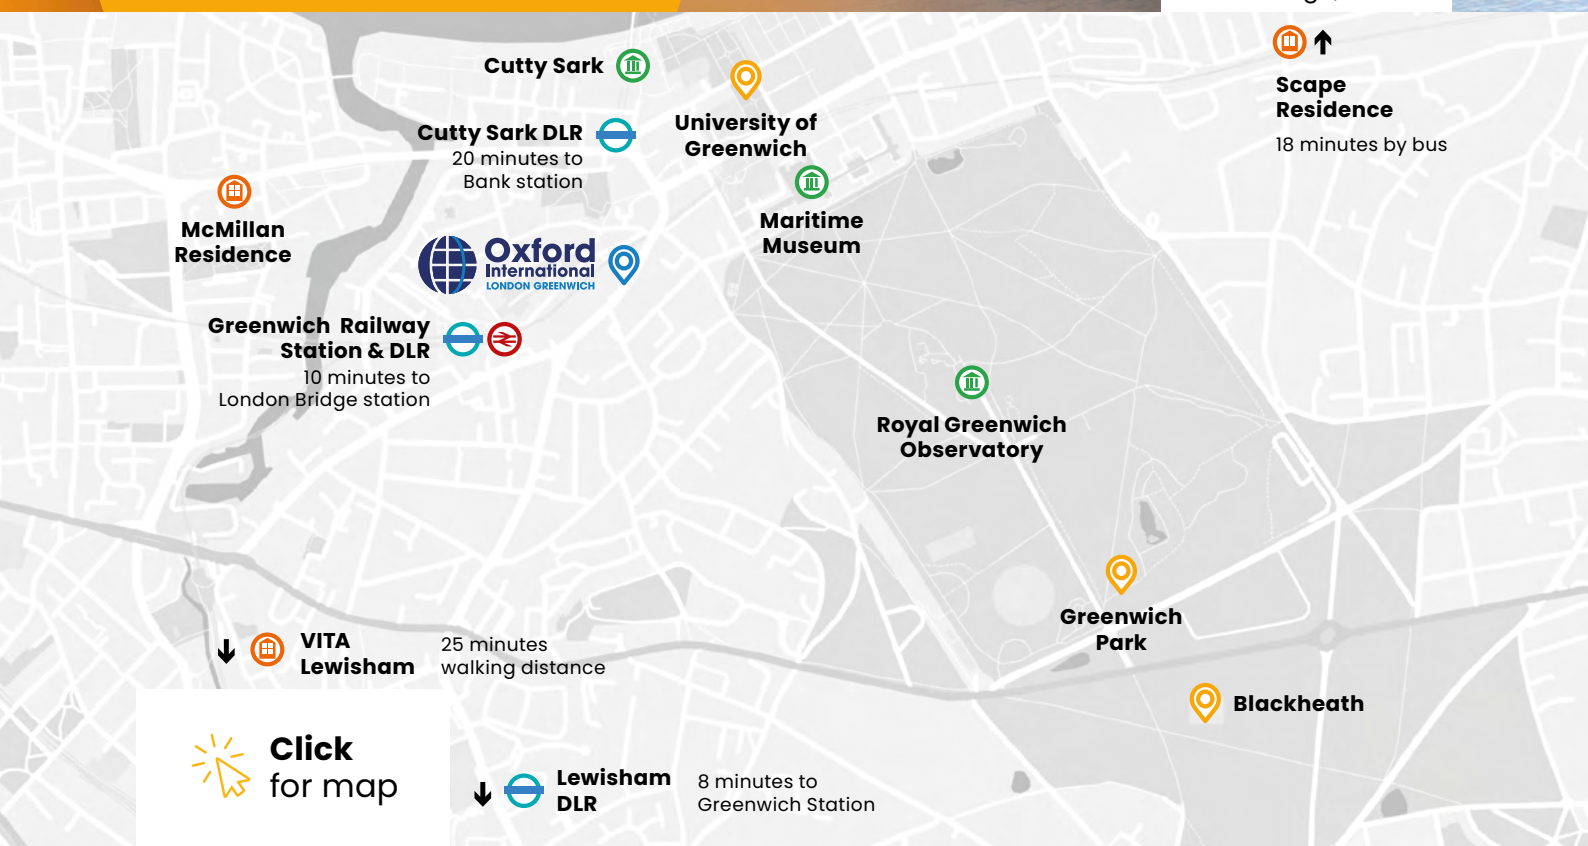 Cutty Sark
University of
Greenwich
Scape
Residence
18 minutes by bus
Cutty Sark DLR
20 minutes to
Bank station
McMillan
Residence
Maritime
Museum
Oxford
International
LONDON GREENWICH
Greenwich Railway
Station & DLR
10 minutes to
London Bridge station
Royal Greenwich
Observatory
Greenwich
Park
VITA
Lewisham
25 minutes
walking distance
Blackheath
Click
for map
Lewisham
DLR
8 minutes to
Greenwich Station